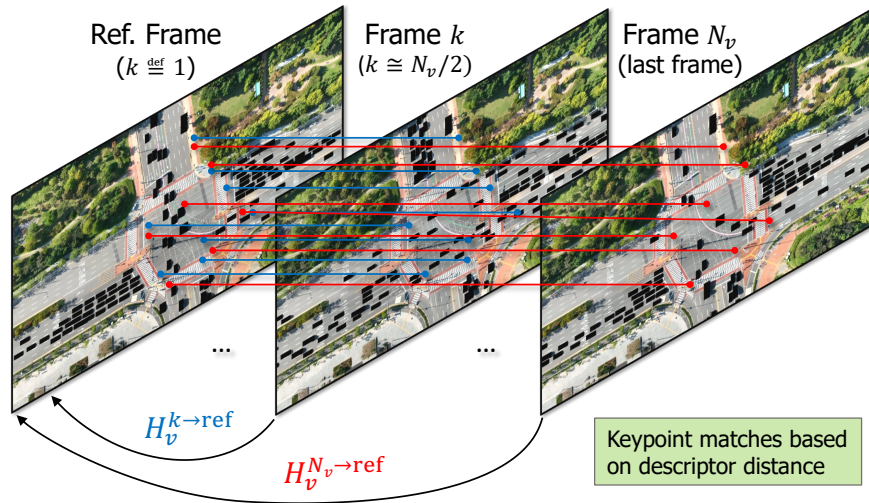 Ref. Frame
(k ≝ 1)
Frame k
(k ≅ N_v/2)
Frame N_v
(last frame)
...
...
H_v^{k→ref}
H_v^{N_v→ref}
Keypoint matches based
on descriptor distance